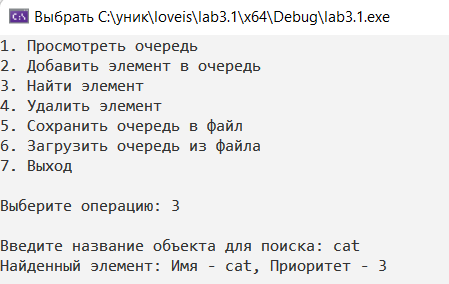 Выбрать C:\уник\loveis\lab3.1\x64\Debug\lab3.1.exe
1. Просмотреть очередь
2. Добавить элемент в очередь
3. Найти элемент
4. Удалить элемент
5. Сохранить очередь в файл
6. Загрузить очередь из файла
7. Выход
Выберите операцию: 3
Введите название объекта для поиска: cat
Найденный элемент: Имя - cat, Приоритет - 3